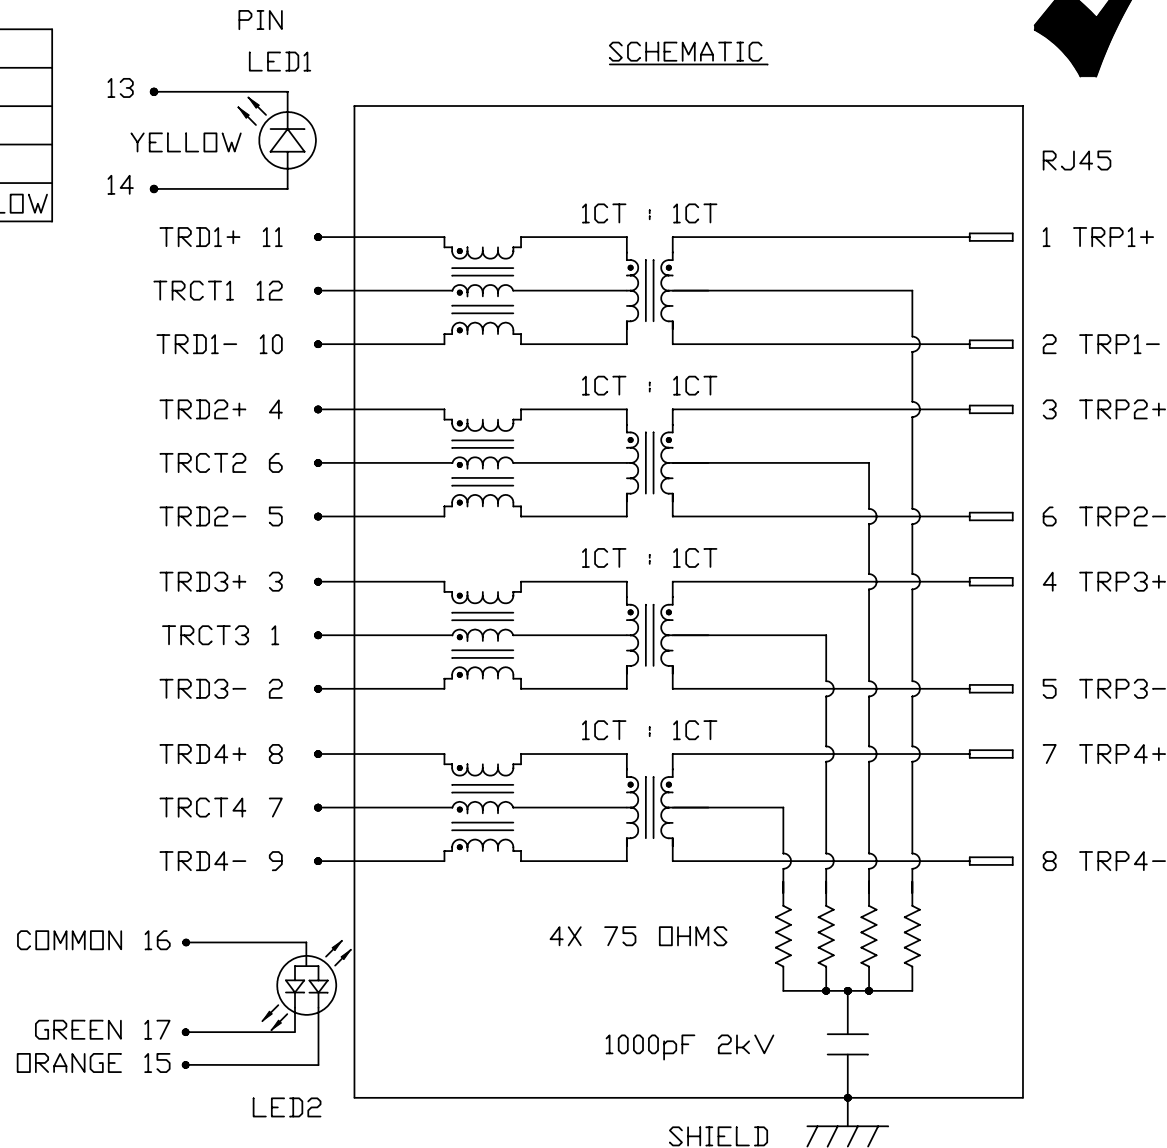 PIN
LED1
SCHEMATIC
13
YELLOW
14
LOW
RJ45
1CT : 1CT
TRD1+ 11
1 TRP1+
TRCT1 12
TRD1- 10
2 TRP1-
1CT : 1CT
TRD2+ 4
3 TRP2+
TRCT2 6
TRD2- 5
6 TRP2-
1CT : 1CT
TRD3+ 3
4 TRP3+
TRCT3 1
TRD3- 2
5 TRP3-
1CT : 1CT
TRD4+ 8
7 TRP4+
TRCT4 7
TRD4- 9
8 TRP4-
COMMON 16
4X 75 OHMS
GREEN 17
1000pF 2kV
ORANGE 15
LED2
SHIELD